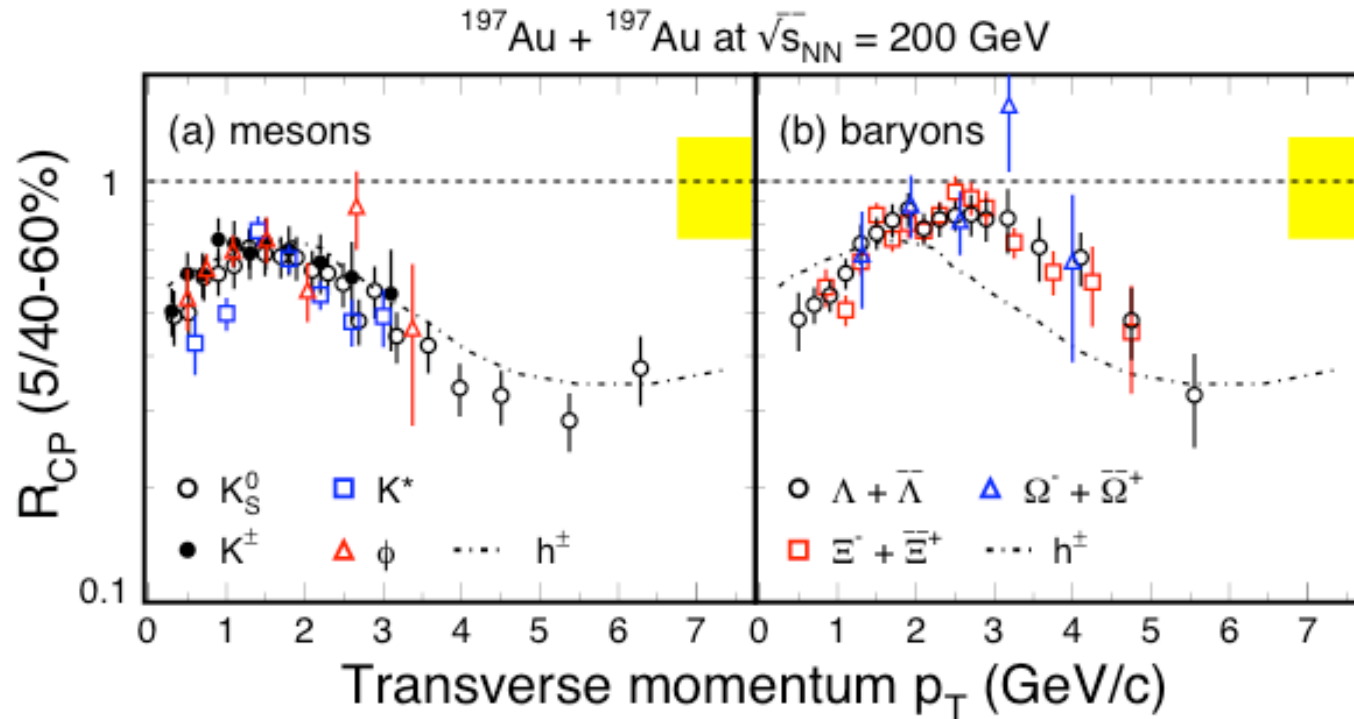 ¹⁹⁷Au + ¹⁹⁷Au at √s_NN = 200 GeV
R_CP (5/40-60%)
1
0.1
(a) mesons
K⁰_S
K*
K^±
φ
h^±
0 1 2 3 4 5 6 7
(b) baryons
Λ + Λ̅
Ω⁻ + Ω̅⁺
Ξ⁻ + Ξ̅⁺
h^±
0 1 2 3 4 5 6 7
Transverse momentum p_T (GeV/c)